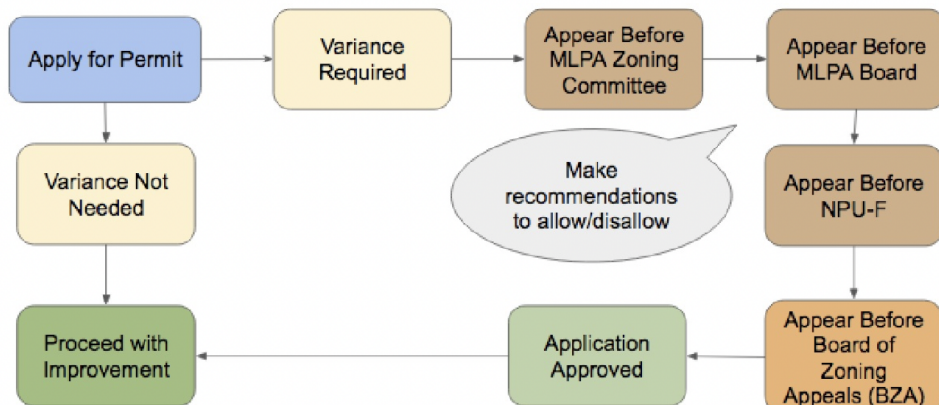 Apply for Permit
Variance
Required
Appear Before
MLPA Zoning
Committee
Appear Before
MLPA Board
Variance Not
Needed
Make
recommendations
to allow/disallow
Appear Before
NPU-F
Proceed with
Improvement
Application
Approved
Appear Before
Board of
Zoning
Appeals (BZA)